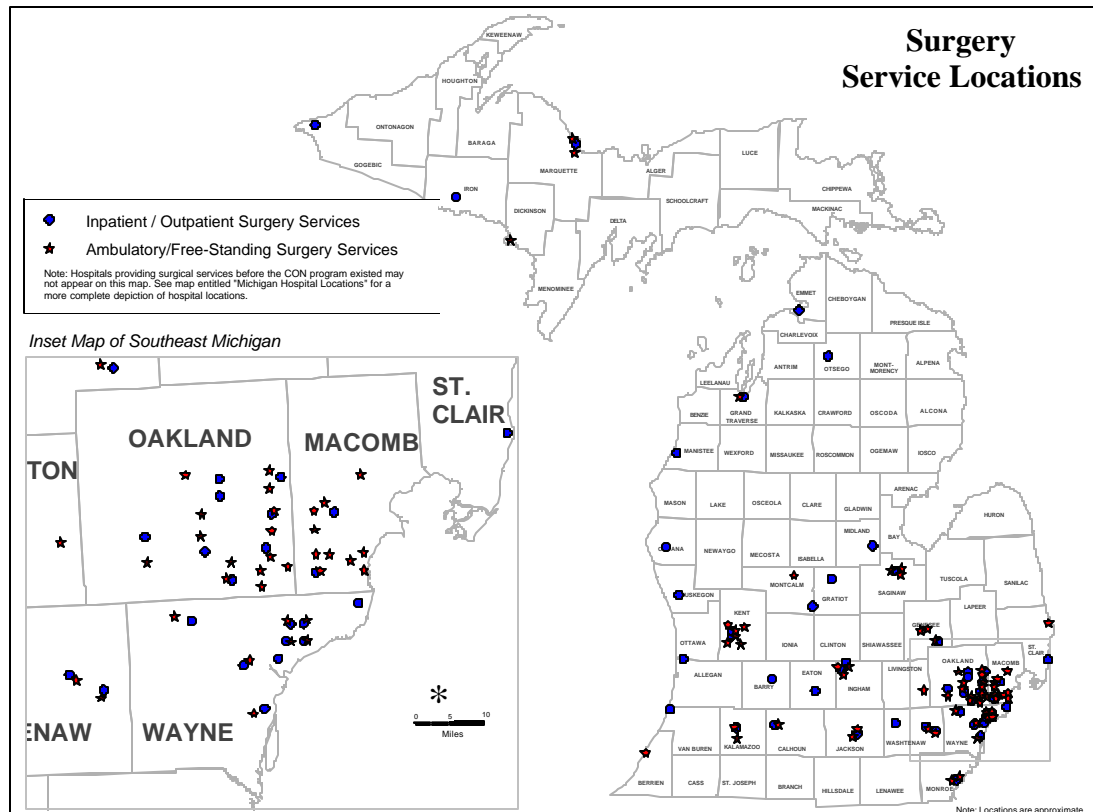 Surgery
Service Locations
KEWEENAW
HOUGHTON
ONTONAGON
BARAGA
GOGEBIC
MARQUETTE
LUCE
ALGER
IRON
SCHOOLCRAFT
CHIPPEWA
MACKINAC
DICKINSON
DELTA
MENOMINEE
Inpatient / Outpatient Surgery Services
Ambulatory/Free-Standing Surgery Services
Note: Hospitals providing surgical services before the CON program existed may
not appear on this map. See map entitled "Michigan Hospital Locations" for a
more complete depiction of hospital locations.
Inset Map of Southeast Michigan
ST.
CLAIR
OAKLAND
MACOMB
TON
ENAW
WAYNE
*
0 5 10
Miles
EMMET
CHEBOYGAN
PRESQUE ISLE
CHARLEVOIX
ANTRIM
OTSEGO
MONT-
MORENCY
ALPENA
LEELANAU
BENZIE
GRAND
TRAVERSE
KALKASKA
CRAWFORD
OSCODA
ALCONA
MANISTEE
WEXFORD
MISSAUKEE
ROSCOMMON
OGEMAW
IOSCO
ARENAC
MASON
LAKE
OSCEOLA
CLARE
GLADWIN
HURON
MIDLAND
BAY
NEWAYGO
MECOSTA
ISABELLA
MONTCALM
GRATIOT
SAGINAW
TUSCOLA
SANILAC
USKEGON
KENT
LAPEER
OTTAWA
IONIA
CLINTON
SHIAWASSEE
ST.
CLAIR
ALLEGAN
BARRY
EATON
INGHAM
LIVINGSTON
OAKLAND
MACOMB
VAN BUREN
KALAMAZOO
CALHOUN
JACKSON
WASHTENAW
WAYNE
BERRIEN
CASS
ST. JOSEPH
BRANCH
HILLSDALE
LENAWEE
MONROE
Note: Locations are approximate